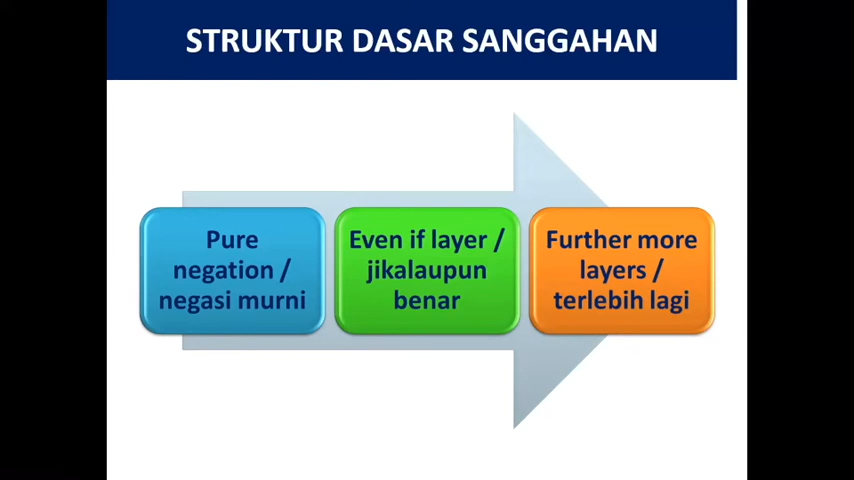 STRUKTUR DASAR SANGGAHAN
Pure
negation /
negasi murni
Even if layer /
jikalaupun
benar
Further more
layers /
terlebih lagi